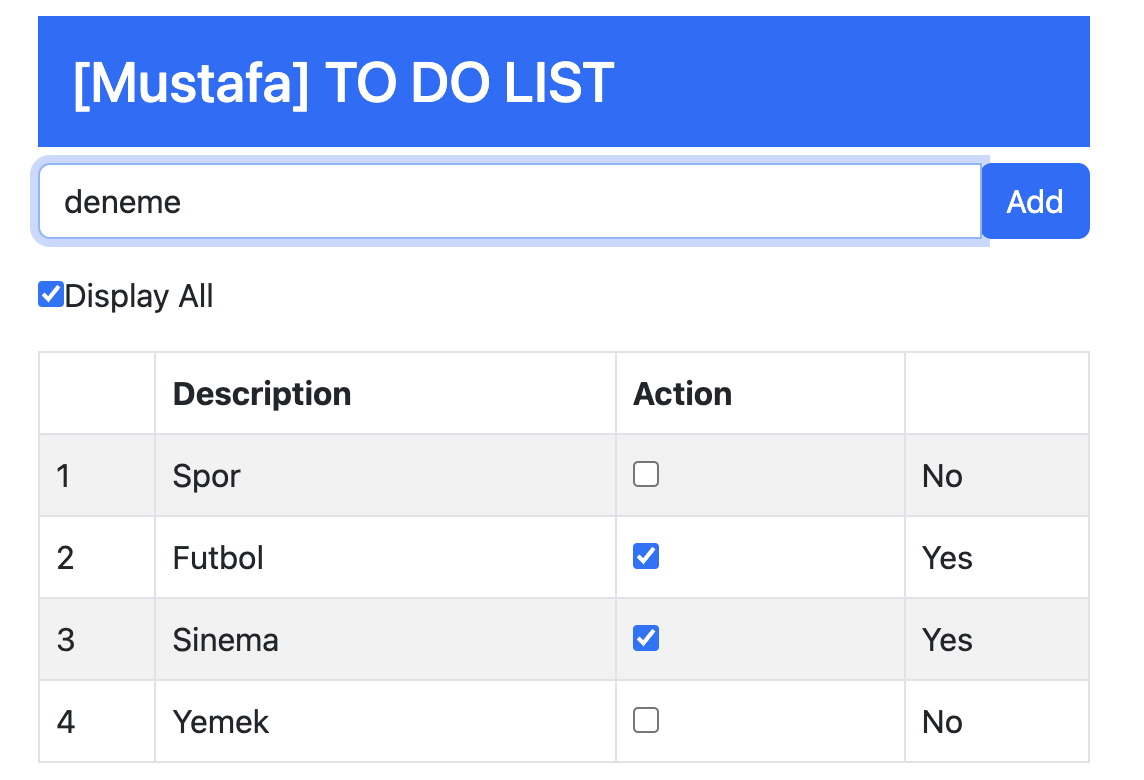 [Mustafa] TO DO LIST
deneme Add
Display All
Description Action
1 Spor No
2 Futbol Yes
3 Sinema Yes
4 Yemek No